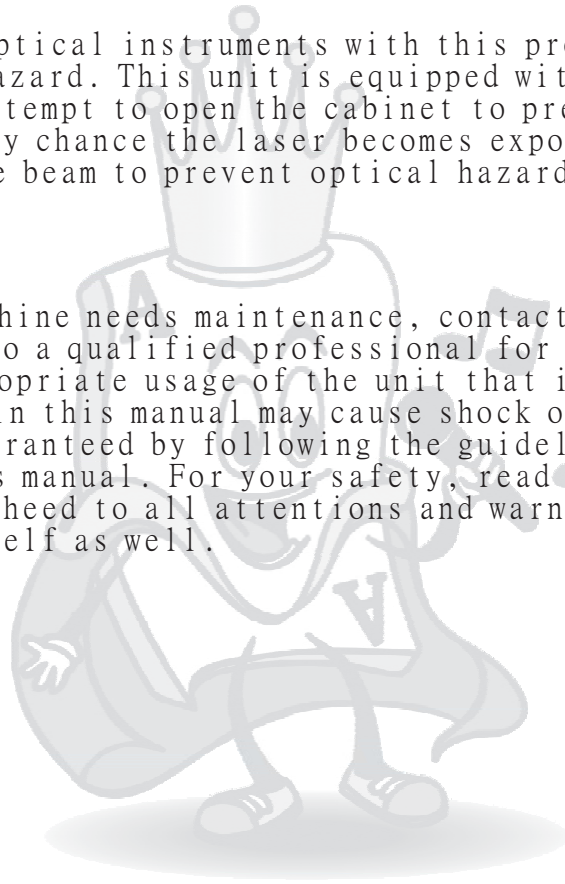 ptical instruments with this pro
azard. This unit is equipped wit
tempt to open the cabinet to pre
y chance the laser becomes expo
e beam to prevent optical hazard
hine needs maintenance, contact
o a qualified professional for
opriate usage of the unit that i
in this manual may cause shock o
ranteed by following the guidel
s manual. For your safety, read
heed to all attentions and warn
elf as well.
A
A